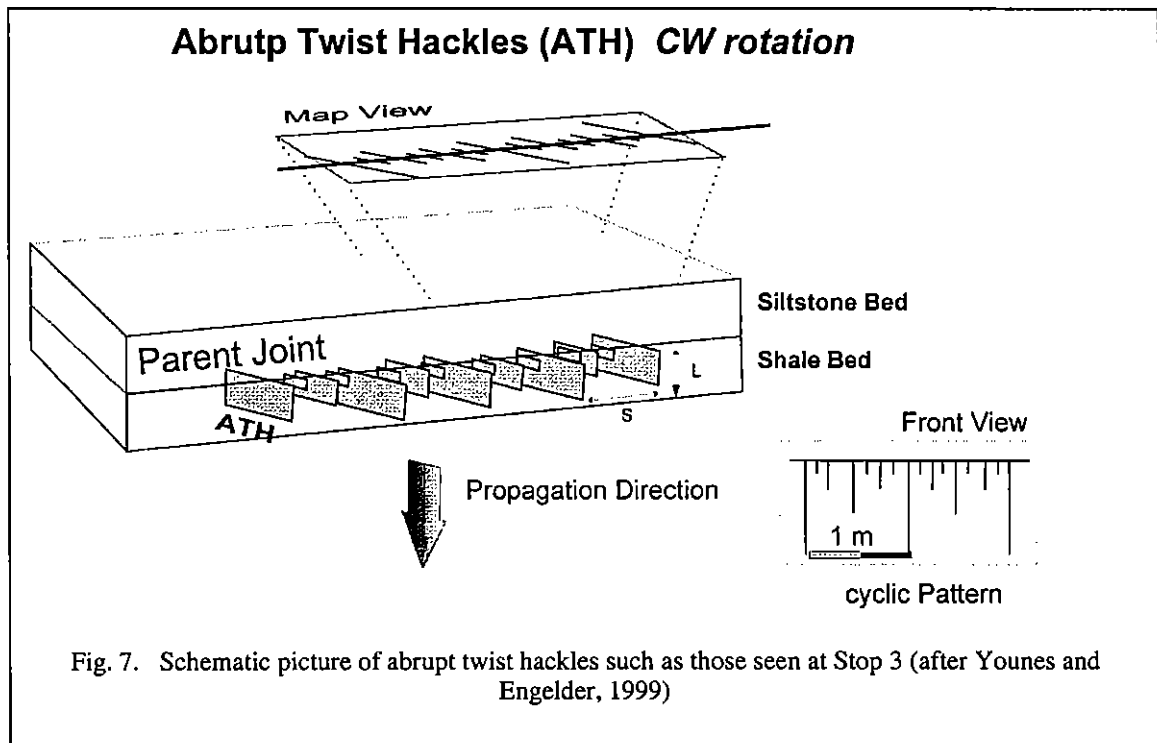 Abrutp Twist Hackles (ATH) CW rotation
Map View
Siltstone Bed
Parent Joint
Shale Bed
L
ATH
S
Front View
Propagation Direction
1 m
cyclic Pattern
Fig. 7. Schematic picture of abrupt twist hackles such as those seen at Stop 3 (after Younes and
Engelder, 1999)